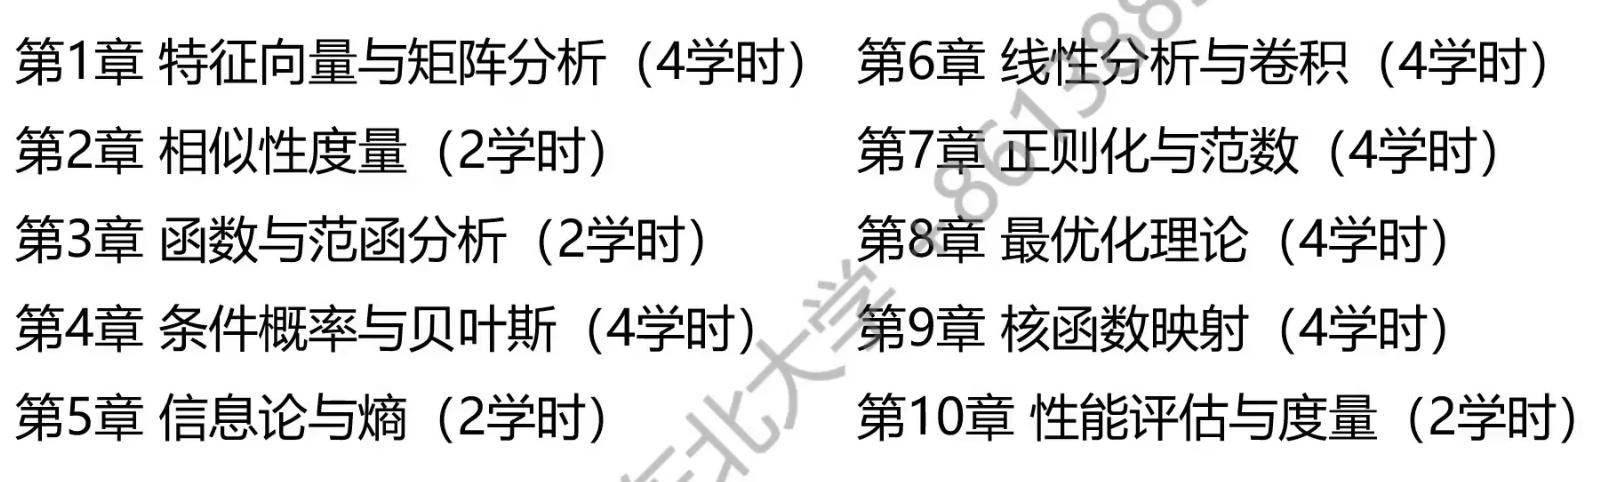 第1章 特征向量与矩阵分析（4学时）
第2章 相似性度量（2学时）
第3章 函数与范函分析（2学时）
第4章 条件概率与贝叶斯（4学时）
第5章 信息论与熵（2学时）
第6章 线性分析与卷积（4学时）
第7章 正则化与范数（4学时）
第8章 最优化理论（4学时）
第9章 核函数映射（4学时）
第10章 性能评估与度量（2学时）
北大学 +861388